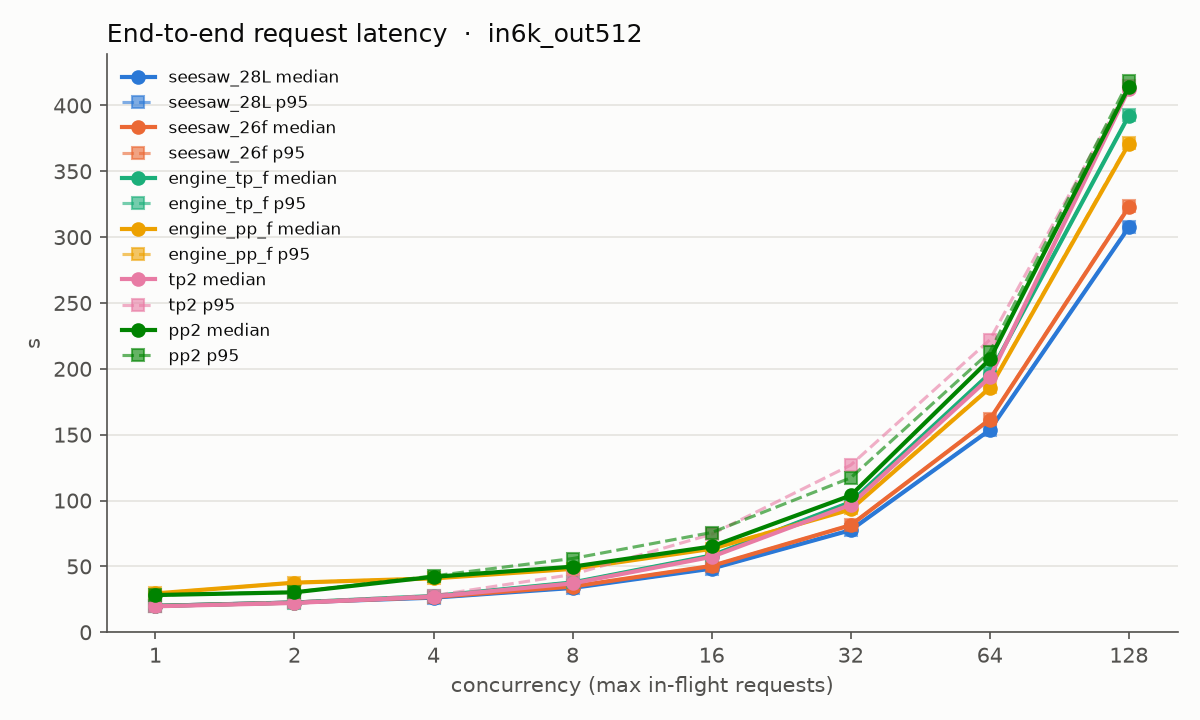 End-to-end request latency · in6k_out512
seesaw_28L median
seesaw_28L p95
seesaw_26f median
seesaw_26f p95
engine_tp_f median
engine_tp_f p95
engine_pp_f median
engine_pp_f p95
tp2 median
tp2 p95
pp2 median
pp2 p95
s
400
350
300
250
200
150
100
50
0
1 2 4 8 16 32 64 128
concurrency (max in-flight requests)